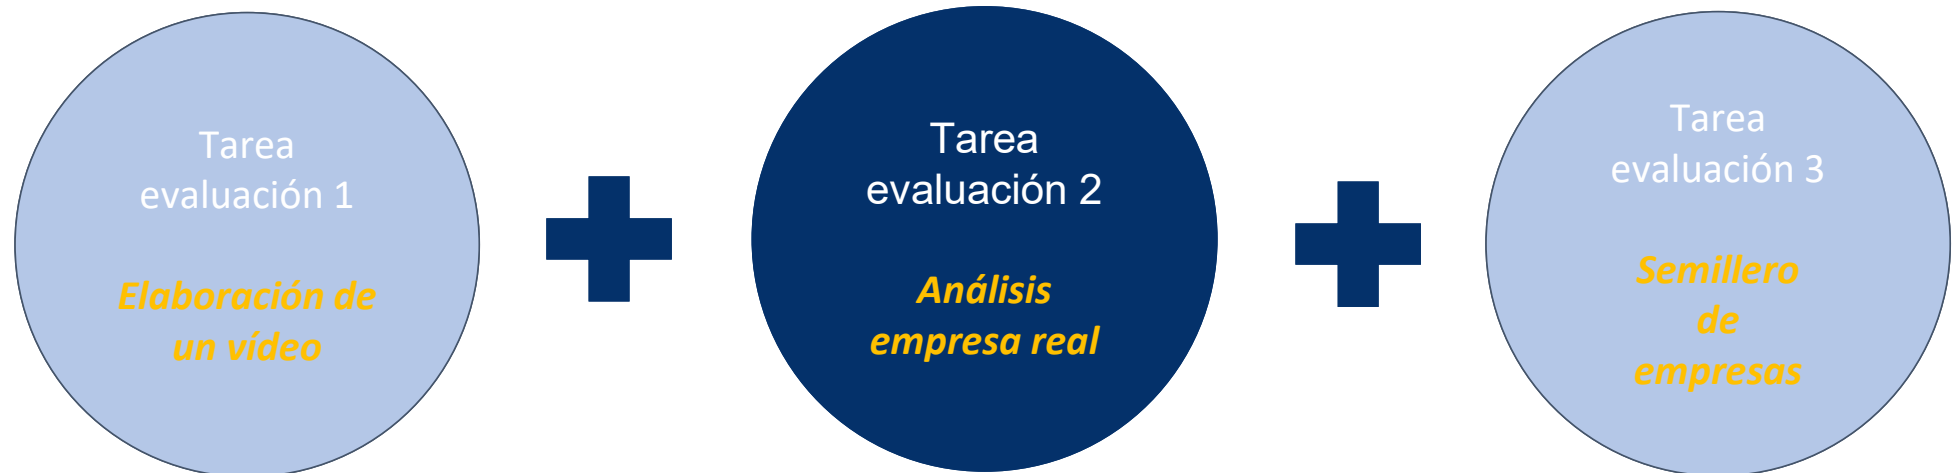 Tarea
evaluación 1
Elaboración de
un vídeo
Tarea
evaluación 2
Análisis
empresa real
Tarea
evaluación 3
Semillero
de
empresas